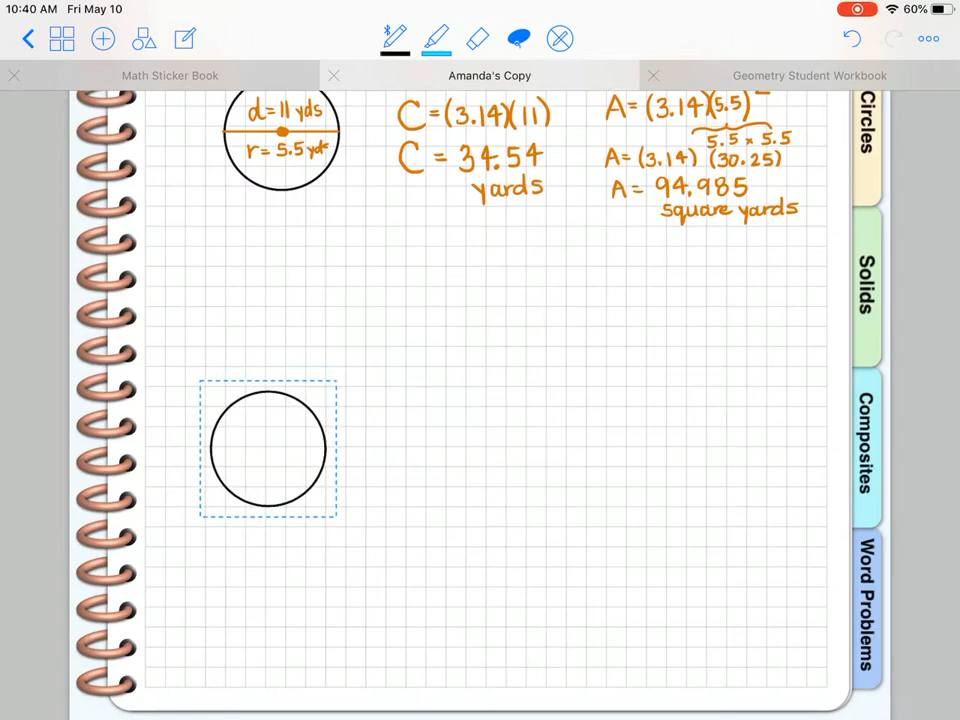 10:40 AM Fri May 10
60%
Math Sticker Book
Amanda's Copy
Geometry Student Workbook
d = 11 yds
r = 5.5 yds
C = (3.14)(11)
C = 34.54
yards
A = (3.14)(5.5)²
5.5 × 5.5
A = (3.14) (30.25)
A = 94.985
square yards
Circles
Solids
Composites
Word Problems